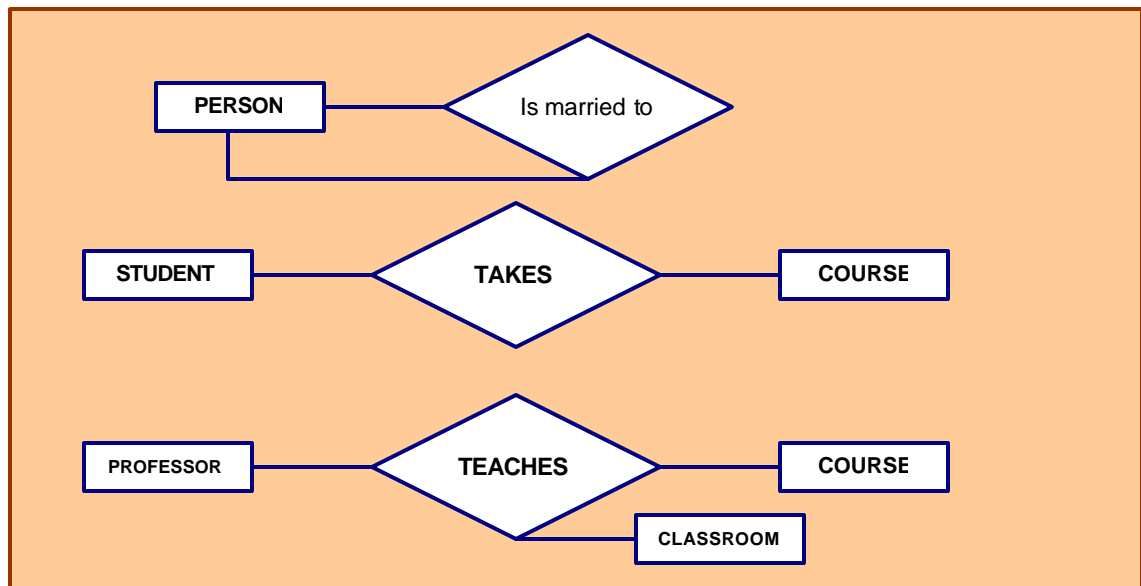 PERSON
Is married to
STUDENT
TAKES
COURSE
PROFESSOR
TEACHES
COURSE
CLASSROOM